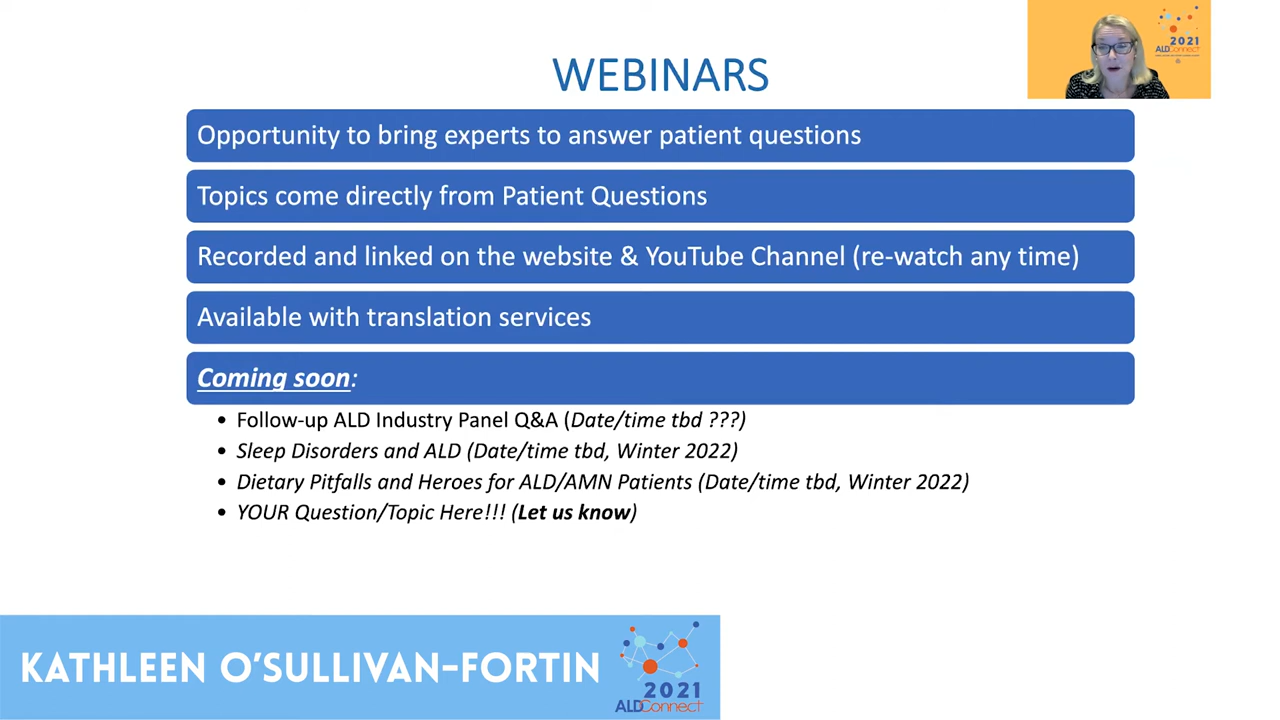 2021
ALDConnect
WEBINARS
Opportunity to bring experts to answer patient questions
Topics come directly from Patient Questions
Recorded and linked on the website & YouTube Channel (re-watch any time)
Available with translation services
Coming soon:
• Follow-up ALD Industry Panel Q&A (Date/time tbd ???)
• Sleep Disorders and ALD (Date/time tbd, Winter 2022)
• Dietary Pitfalls and Heroes for ALD/AMN Patients (Date/time tbd, Winter 2022)
• YOUR Question/Topic Here!!! (Let us know)
KATHLEEN O'SULLIVAN-FORTIN
2021
ALDConnect